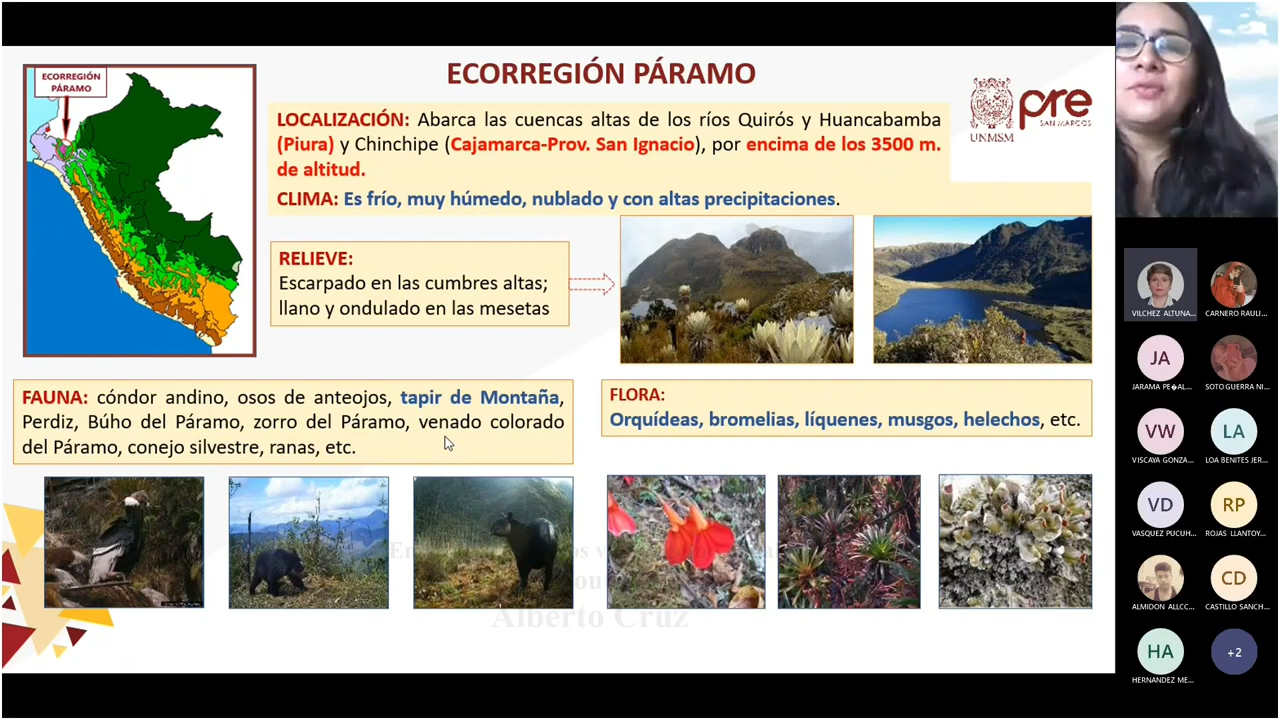 ECORREGIÓN PÁRAMO
ECORREGIÓN
PÁRAMO
LOCALIZACIÓN: Abarca las cuencas altas de los ríos Quirós y Huancabamba
(Piura) y Chinchipe (Cajamarca-Prov. San Ignacio), por encima de los 3500 m.
de altitud.
CLIMA: Es frío, muy húmedo, nublado y con altas precipitaciones.
UNMSM
pre
SAN MARCOS
RELIEVE:
Escarpado en las cumbres altas;
llano y ondulado en las mesetas
FAUNA: cóndor andino, osos de anteojos, tapir de Montaña,
Perdiz, Búho del Páramo, zorro del Páramo, venado colorado
del Páramo, conejo silvestre, ranas, etc.
FLORA:
Orquídeas, bromelias, líquenes, musgos, helechos, etc.
Alberto Cruz
VILCHEZ ALTUNA...
CARNERO RAULI...
JA
JARAMA PE�AL...
SOTO GUERRA NI...
VW
VISCAYA GONZA...
LA
LOA BENITES JER...
VD
VASQUEZ PUCUH...
RP
ROJAS LLANTOY...
ALMIDON ALLCC...
CD
CASTILLO SANCH...
HA
HERNANDEZ ME...
+2